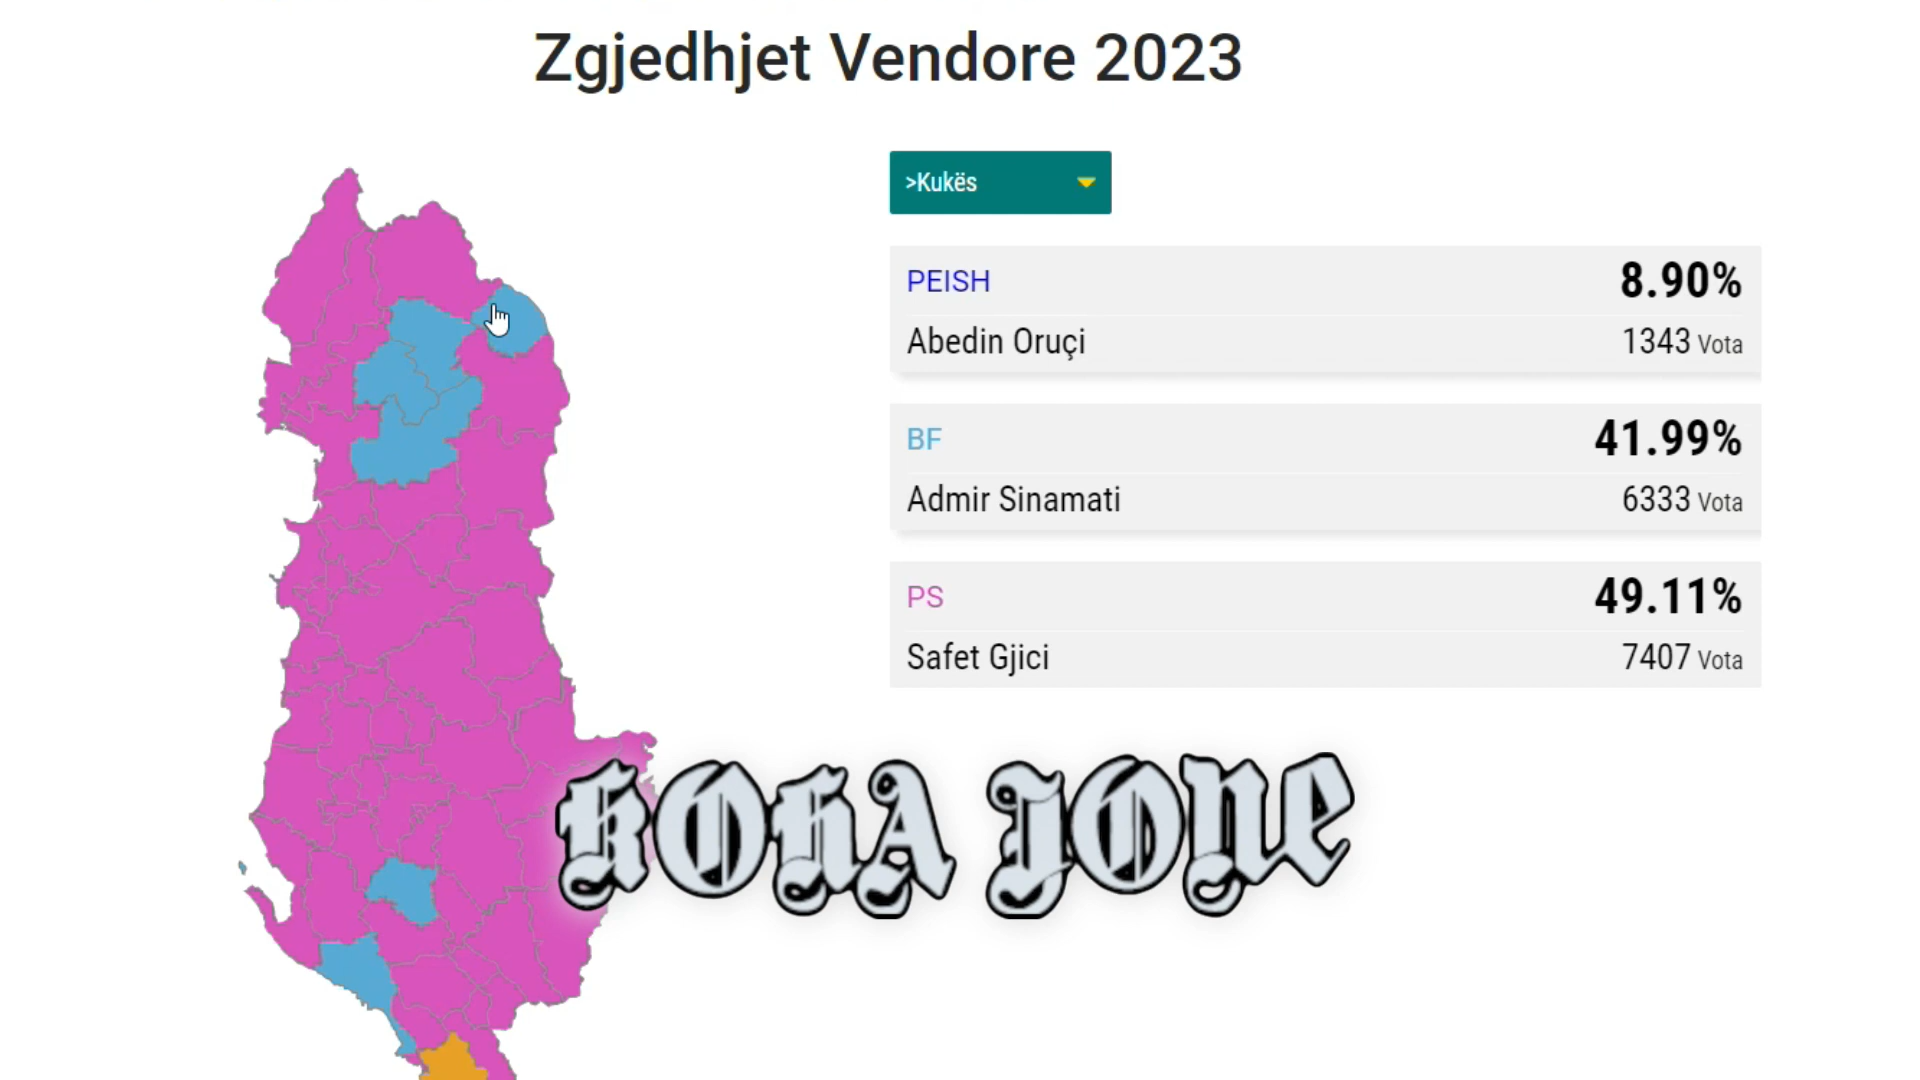 Zgjedhjet Vendore 2023
>Kukës
PEISH 8.90%
Abedin Oruçi 1343 Vota
BF 41.99%
Admir Sinamati 6333 Vota
PS 49.11%
Safet Gjici 7407 Vota
KOHA JONE